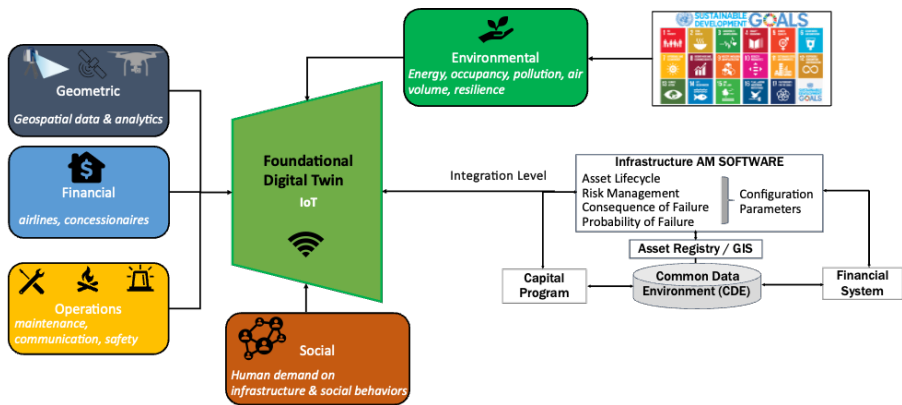 SUSTAINABLE
DEVELOPMENT
GOALS
Environmental
Energy, occupancy, pollution, air
volume, resilience
Geometric
Geospatial data & analytics
Financial
airlines, concessionaires
Operations
maintenance,
communication, safety
Foundational
Digital Twin
IoT
Social
Human demand on
infrastructure & social behaviors
Integration Level
Infrastructure AM SOFTWARE
Asset Lifecycle
Risk Management
Consequence of Failure
Probability of Failure
Configuration
Parameters
Asset Registry / GIS
Capital
Program
Common Data
Environment (CDE)
Financial
System